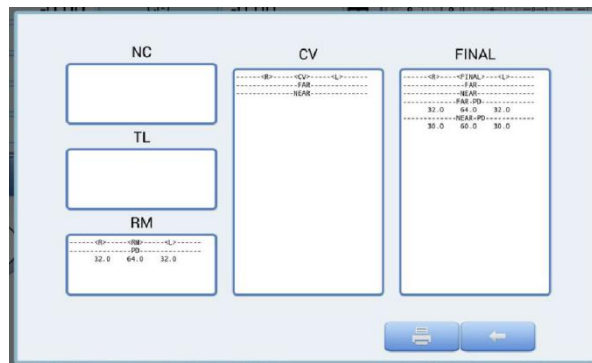 NC
TL
RM
------<R>------<RM>------<L>------
----------------PD----------------
32.0 64.0 32.0
CV
------<R>------<CV>------<L>------
----------------FAR---------------
---------------NEAR---------------
FINAL
------<R>-----<FINAL>----<L>------
----------------FAR---------------
---------------NEAR---------------
--------------FAR-PD--------------
32.0 64.0 32.0
-------------NEAR-PD--------------
30.0 60.0 30.0